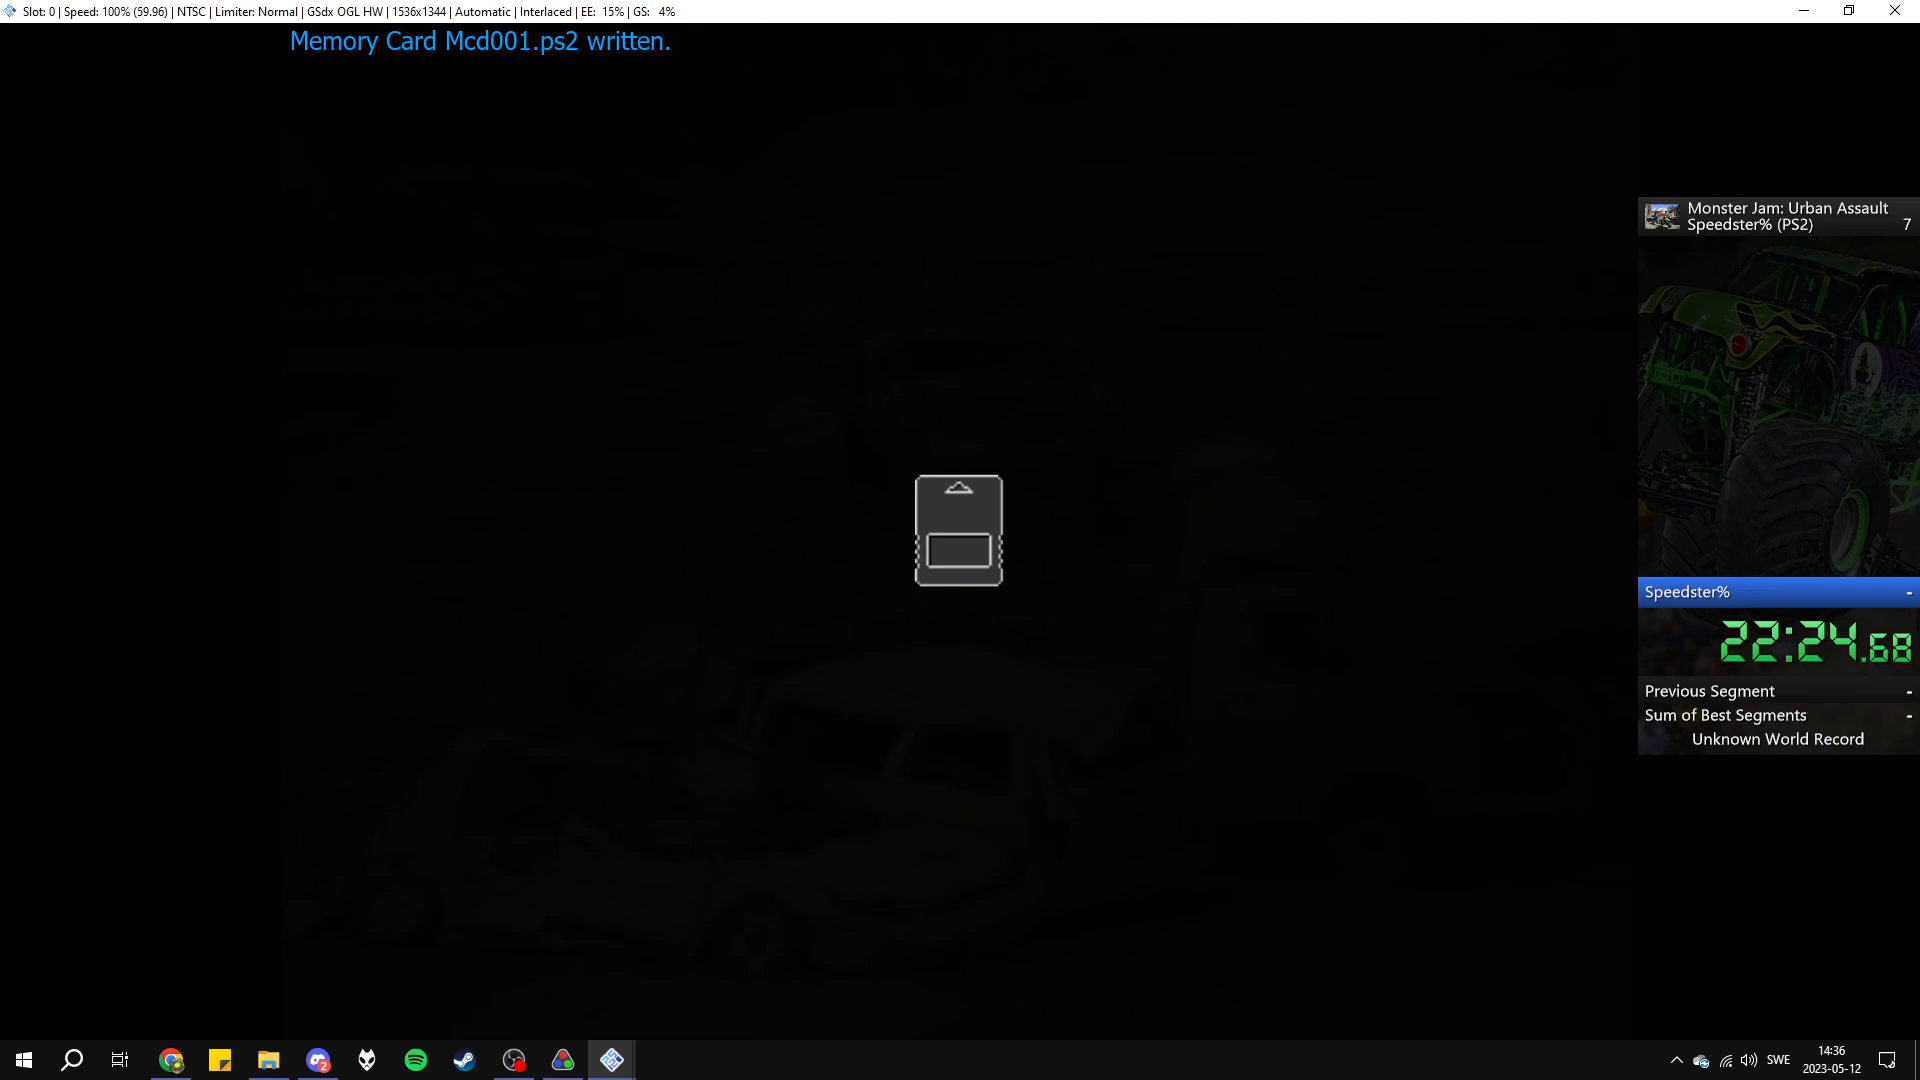 Slot: 0 | Speed: 100% (59.96) | NTSC | Limiter: Normal | GSdx OGL HW | 1536x1344 | Automatic | Interlaced | EE: 15% | GS: 4%
Memory Card Mcd001.ps2 written.
Monster Jam: Urban Assault
Speedster% (PS2) 7
Speedster% -
22:24.68
Previous Segment -
Sum of Best Segments -
Unknown World Record
2
SWE
14:36
2023-05-12